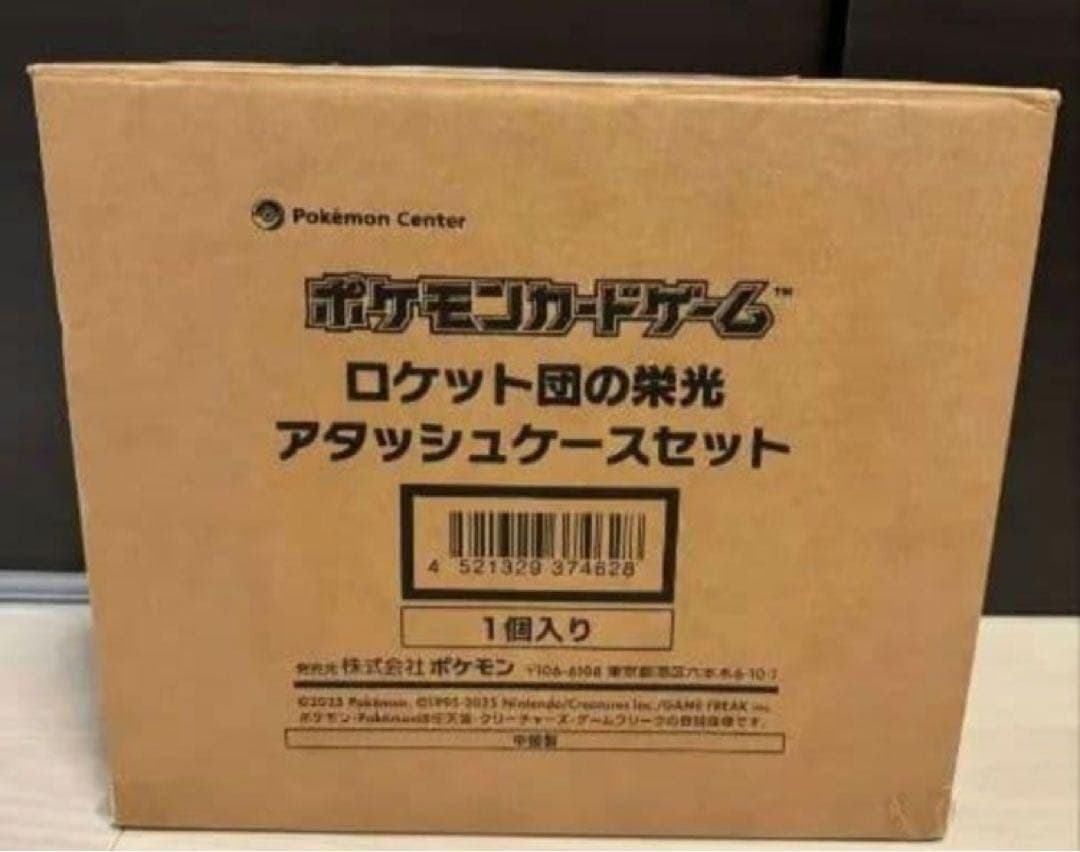 Pokémon Center
ポケモンカードゲーム™
ロケット団の栄光
アタッシュケースセット
4 521329 374628
1個入り
発売元 株式会社 ポケモン 〒106-6108 東京都港区六本木6-10-1
©2025 Pokémon. ©1995-2025 Nintendo/Creatures Inc./GAME FREAK inc.
ポケモン・Pokémonは任天堂・クリーチャーズ・ゲームフリークの登録商標です。
中国製